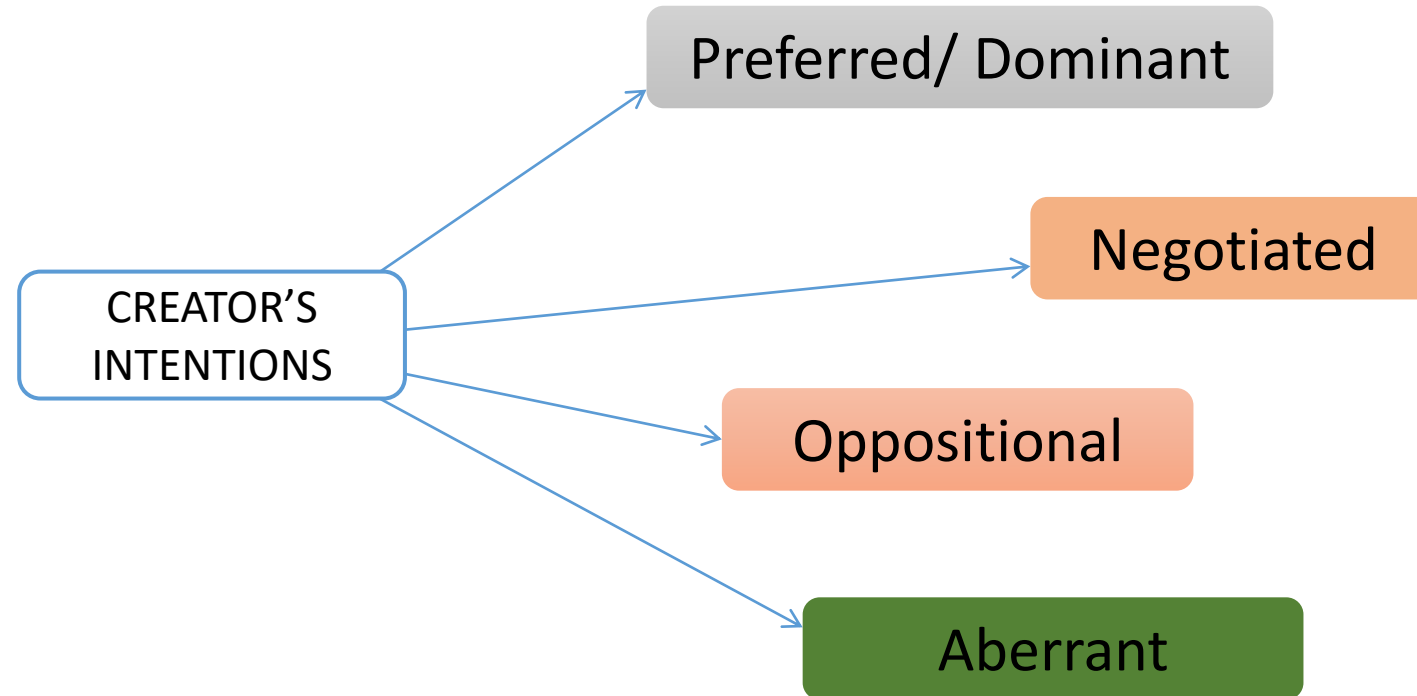 Preferred/ Dominant
Negotiated
CREATOR’S
INTENTIONS
Oppositional
Aberrant